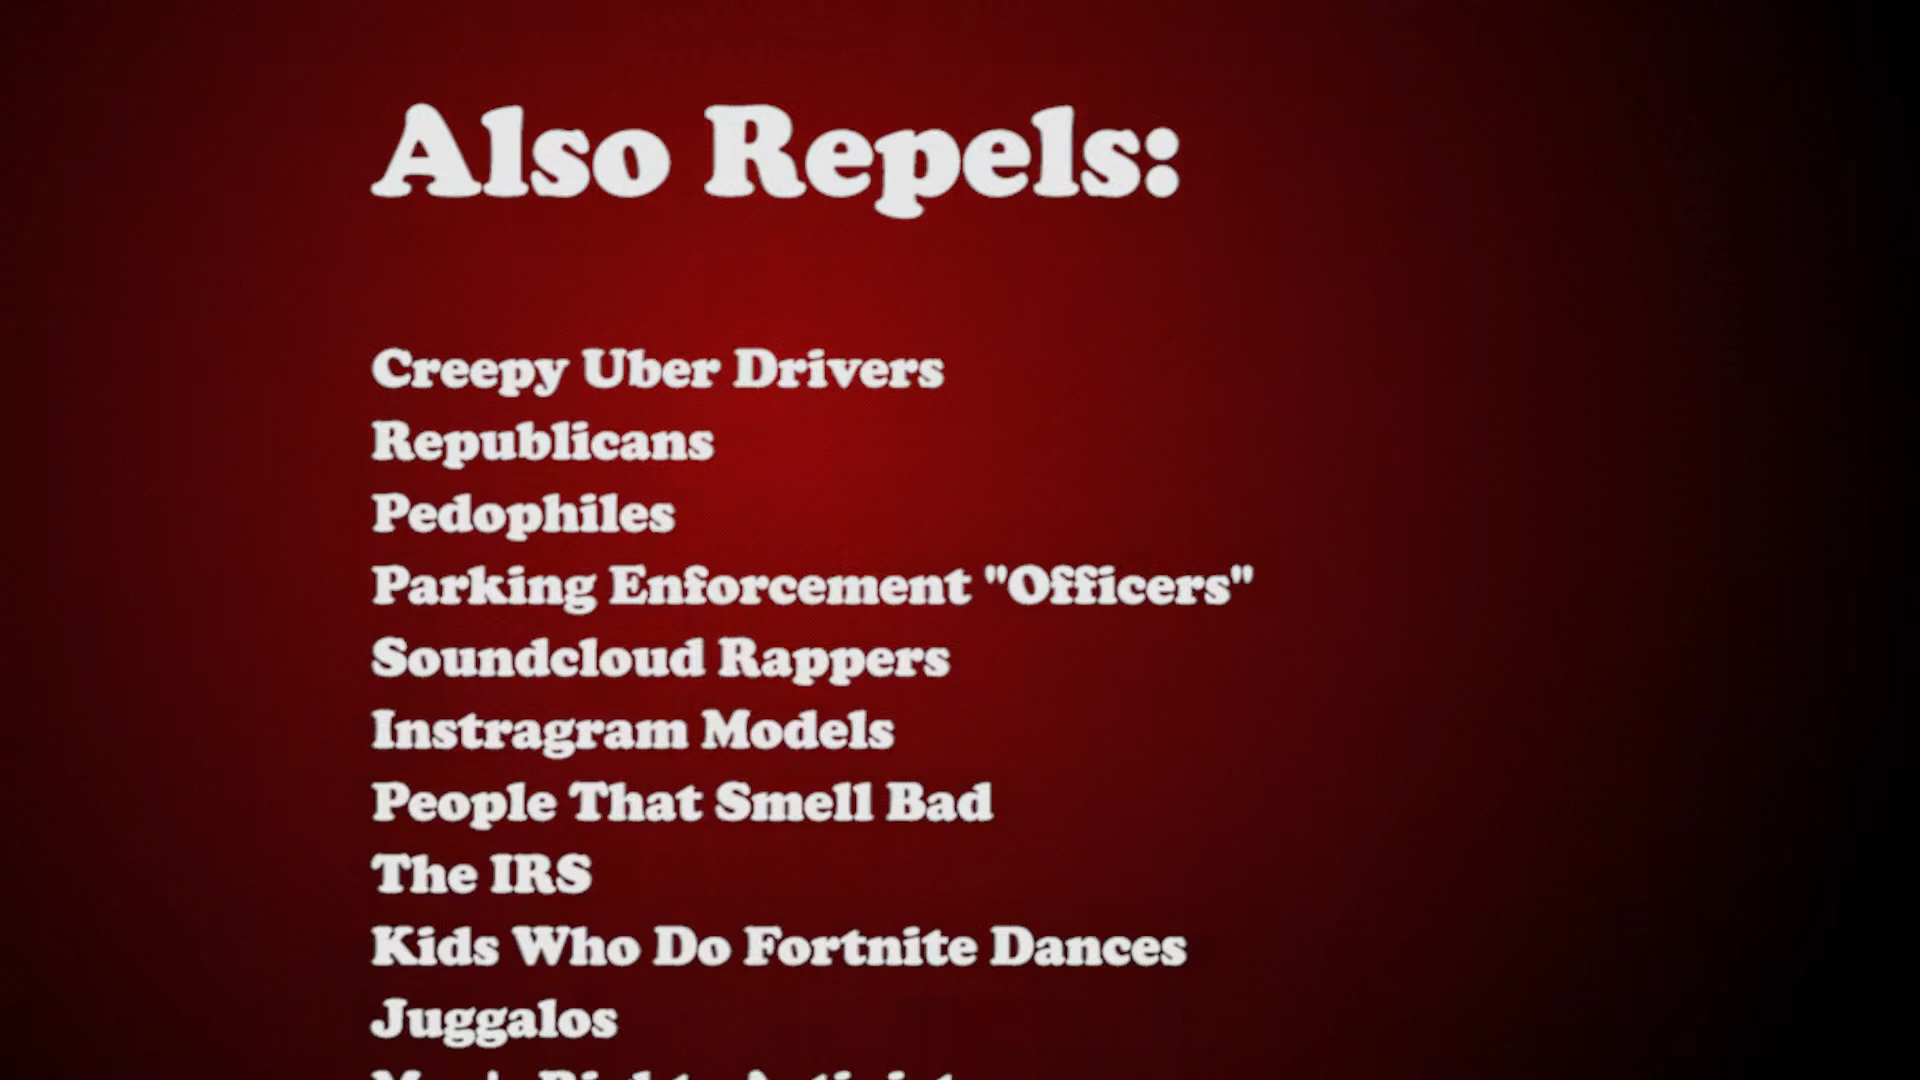 Also Repels:
Creepy Uber Drivers
Republicans
Pedophiles
Parking Enforcement "Officers"
Soundcloud Rappers
Instragram Models
People That Smell Bad
The IRS
Kids Who Do Fortnite Dances
Juggalos